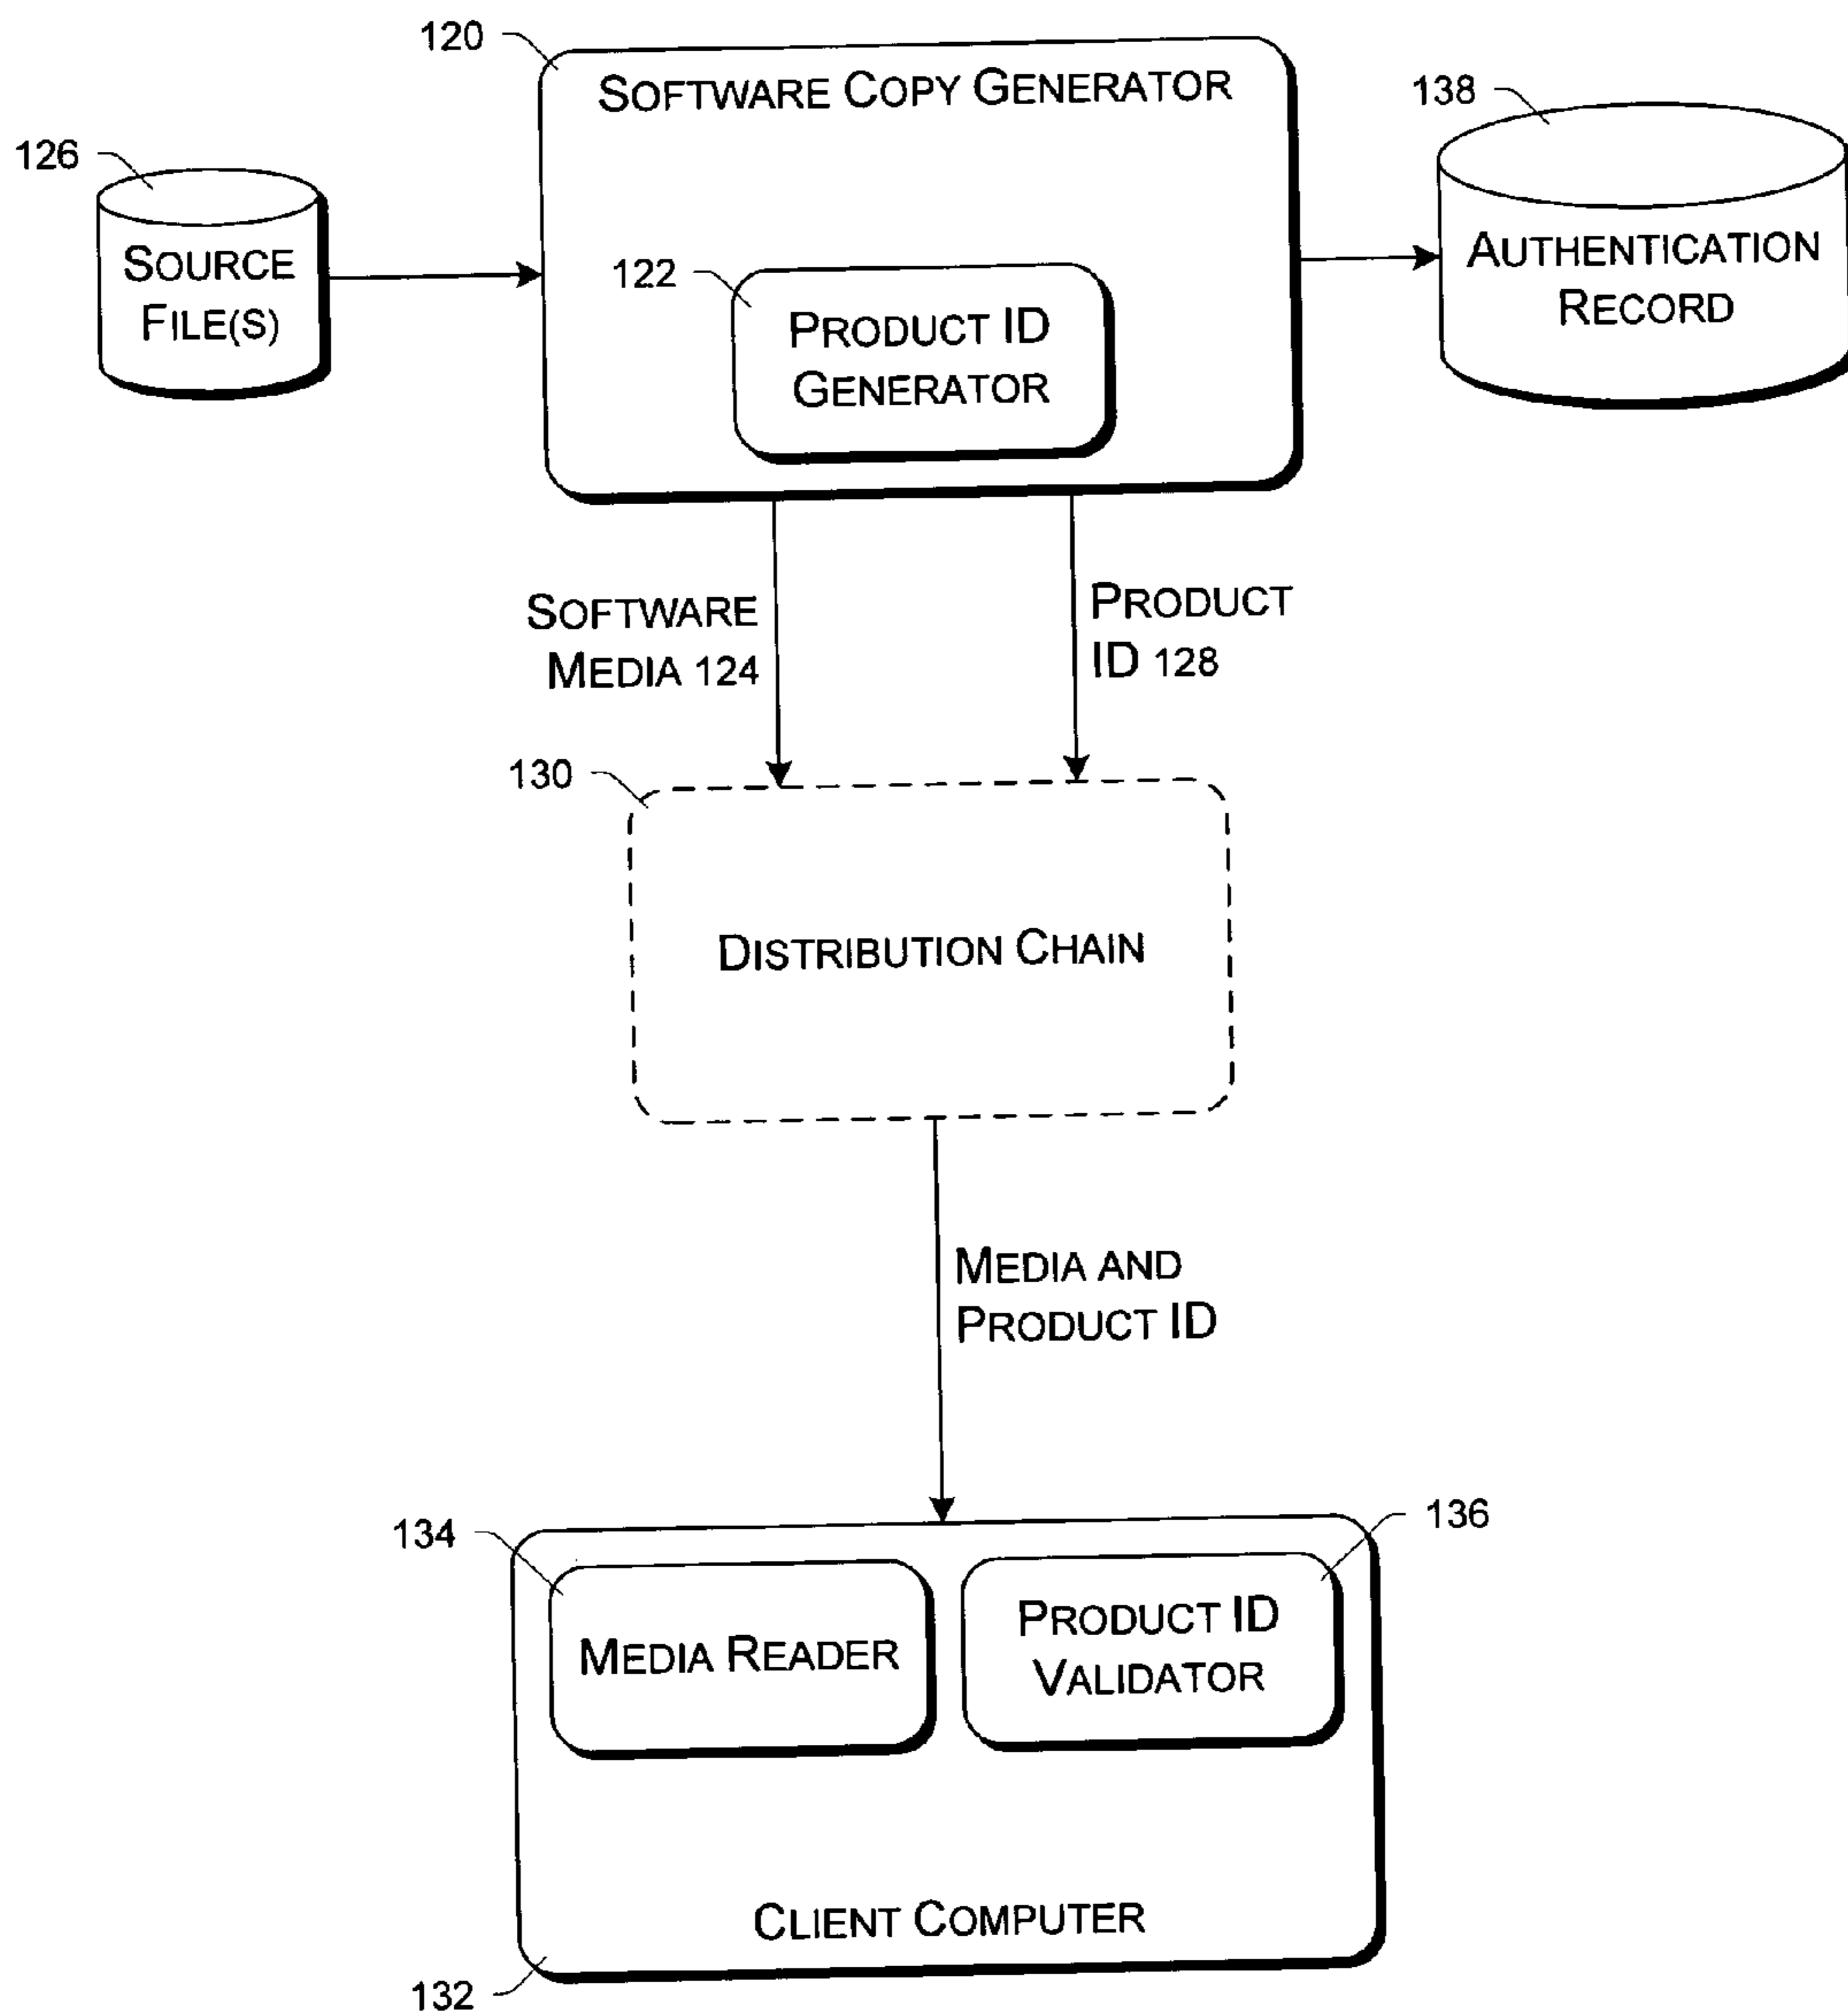 120
SOFTWARE COPY GENERATOR
138
126
SOURCE
FILE(S)
122
PRODUCT ID
GENERATOR
AUTHENTICATION
RECORD
SOFTWARE
MEDIA 124
PRODUCT
ID 128
130
DISTRIBUTION CHAIN
MEDIA AND
PRODUCT ID
134
136
MEDIA READER
PRODUCT ID
VALIDATOR
CLIENT COMPUTER
132